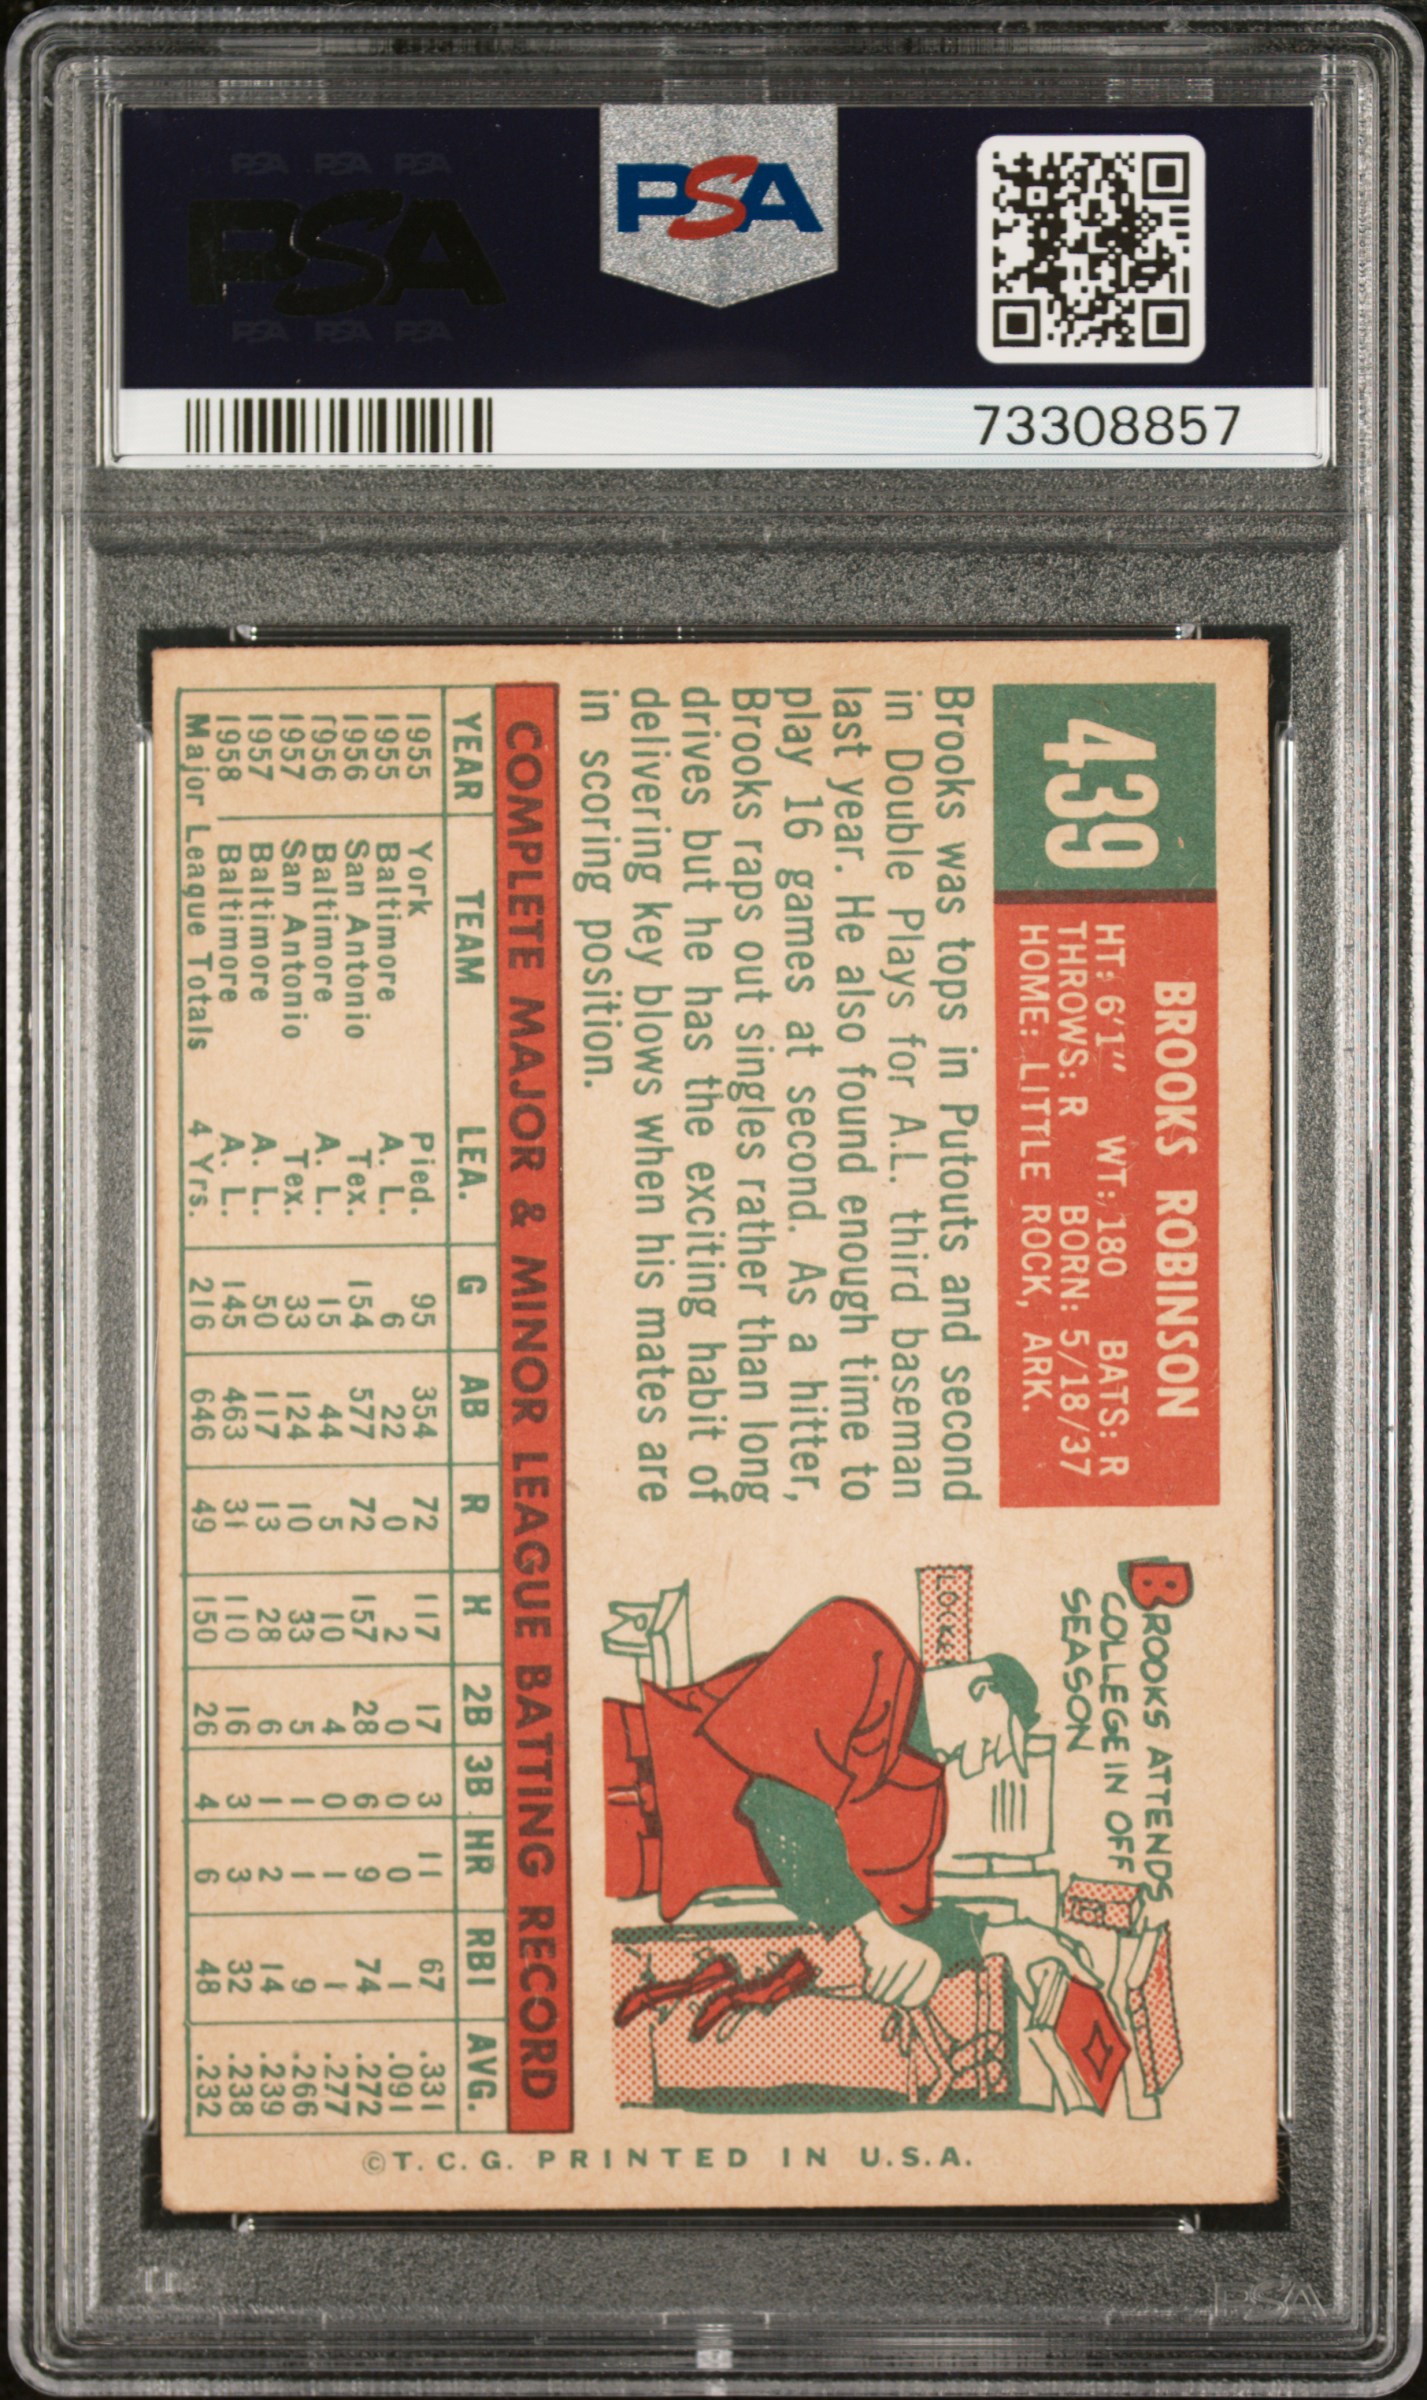 PSA PSA PSA
PSA
PSA PSA PSA
PSA
73308857
439
BROOKS ROBINSON
HT: 6'1" WT: 180 BATS: R
THROWS: R BORN: 5/18/37
HOME: LITTLE ROCK, ARK.
Brooks was tops in Putouts and second
in Double Plays for A.L. third baseman
last year. He also found enough time to
play 16 games at second. As a hitter,
Brooks raps out singles rather than long
drives but he has the exciting habit of
delivering key blows when his mates are
in scoring position.
BROOKS ATTENDS
COLLEGE IN OFF
SEASON
COMPLETE MAJOR & MINOR LEAGUE BATTING RECORD
YEAR TEAM LEA. G AB R H 2B 3B HR RBI AVG.
1955 York Pied. 95 354 72 117 17 3 11 67 .331
1955 Baltimore A. L. 6 22 0 2 0 0 0 1 .091
1956 San Antonio Tex. 154 577 72 157 28 6 9 74 .272
1956 Baltimore A. L. 15 44 5 10 4 0 1 1 .277
1957 San Antonio Tex. 33 124 10 33 5 1 1 9 .266
1957 Baltimore A. L. 50 117 13 28 6 1 2 14 .239
1958 Baltimore A. L. 145 463 31 110 16 3 3 32 .238
Major League Totals 4 Yrs. 216 646 49 150 26 4 6 48 .232
©T. C. G. PRINTED IN U.S.A.
PSA